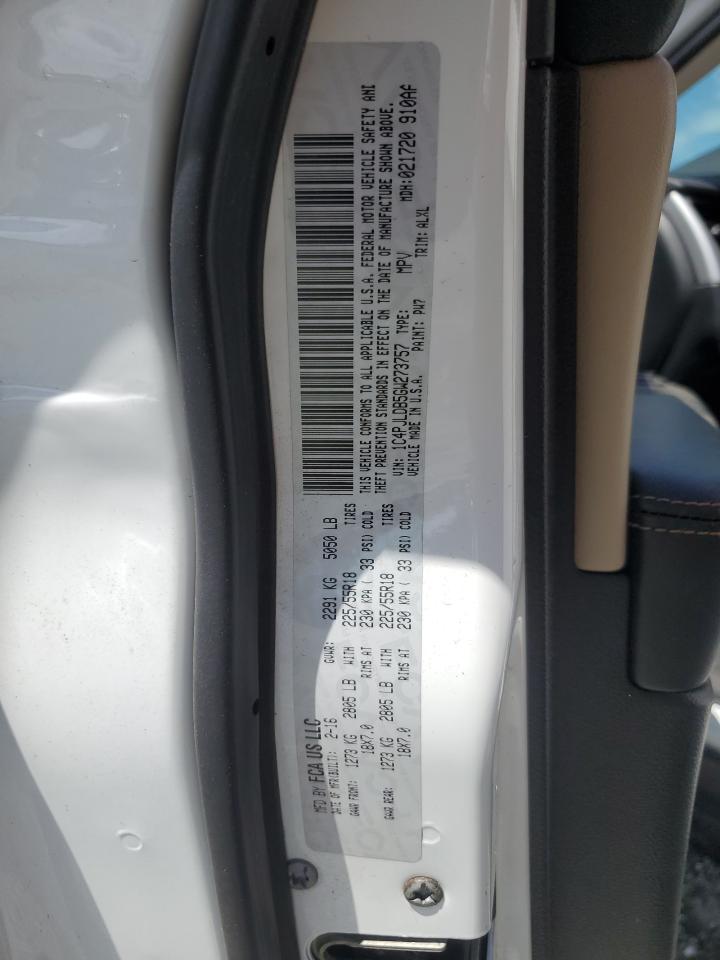 MFD BY FCA US LLC
DATE OF MFR(BUILT): 2-16 GVWR: 2291 KG 5050 LB
GAWR FRONT: 1273 KG 2805 LB WITH 225/55R18 TIRES
18X7.0 RIMS AT 230 KPA ( 33 PSI) COLD
GAWR REAR: 1273 KG 2805 LB WITH 225/55R18 TIRES
18X7.0 RIMS AT 230 KPA ( 33 PSI) COLD
THIS VEHICLE CONFORMS TO ALL APPLICABLE U.S.A. FEDERAL MOTOR VEHICLE SAFETY AND
THEFT PREVENTION STANDARDS IN EFFECT ON THE DATE OF MANUFACTURE SHOWN ABOVE.
VIN: 1C4PJLDB5GW273757 TYPE: MPV MDH:021720 910AF
VEHICLE MADE IN U.S.A. PAINT: PW7 TRIM: ALXL